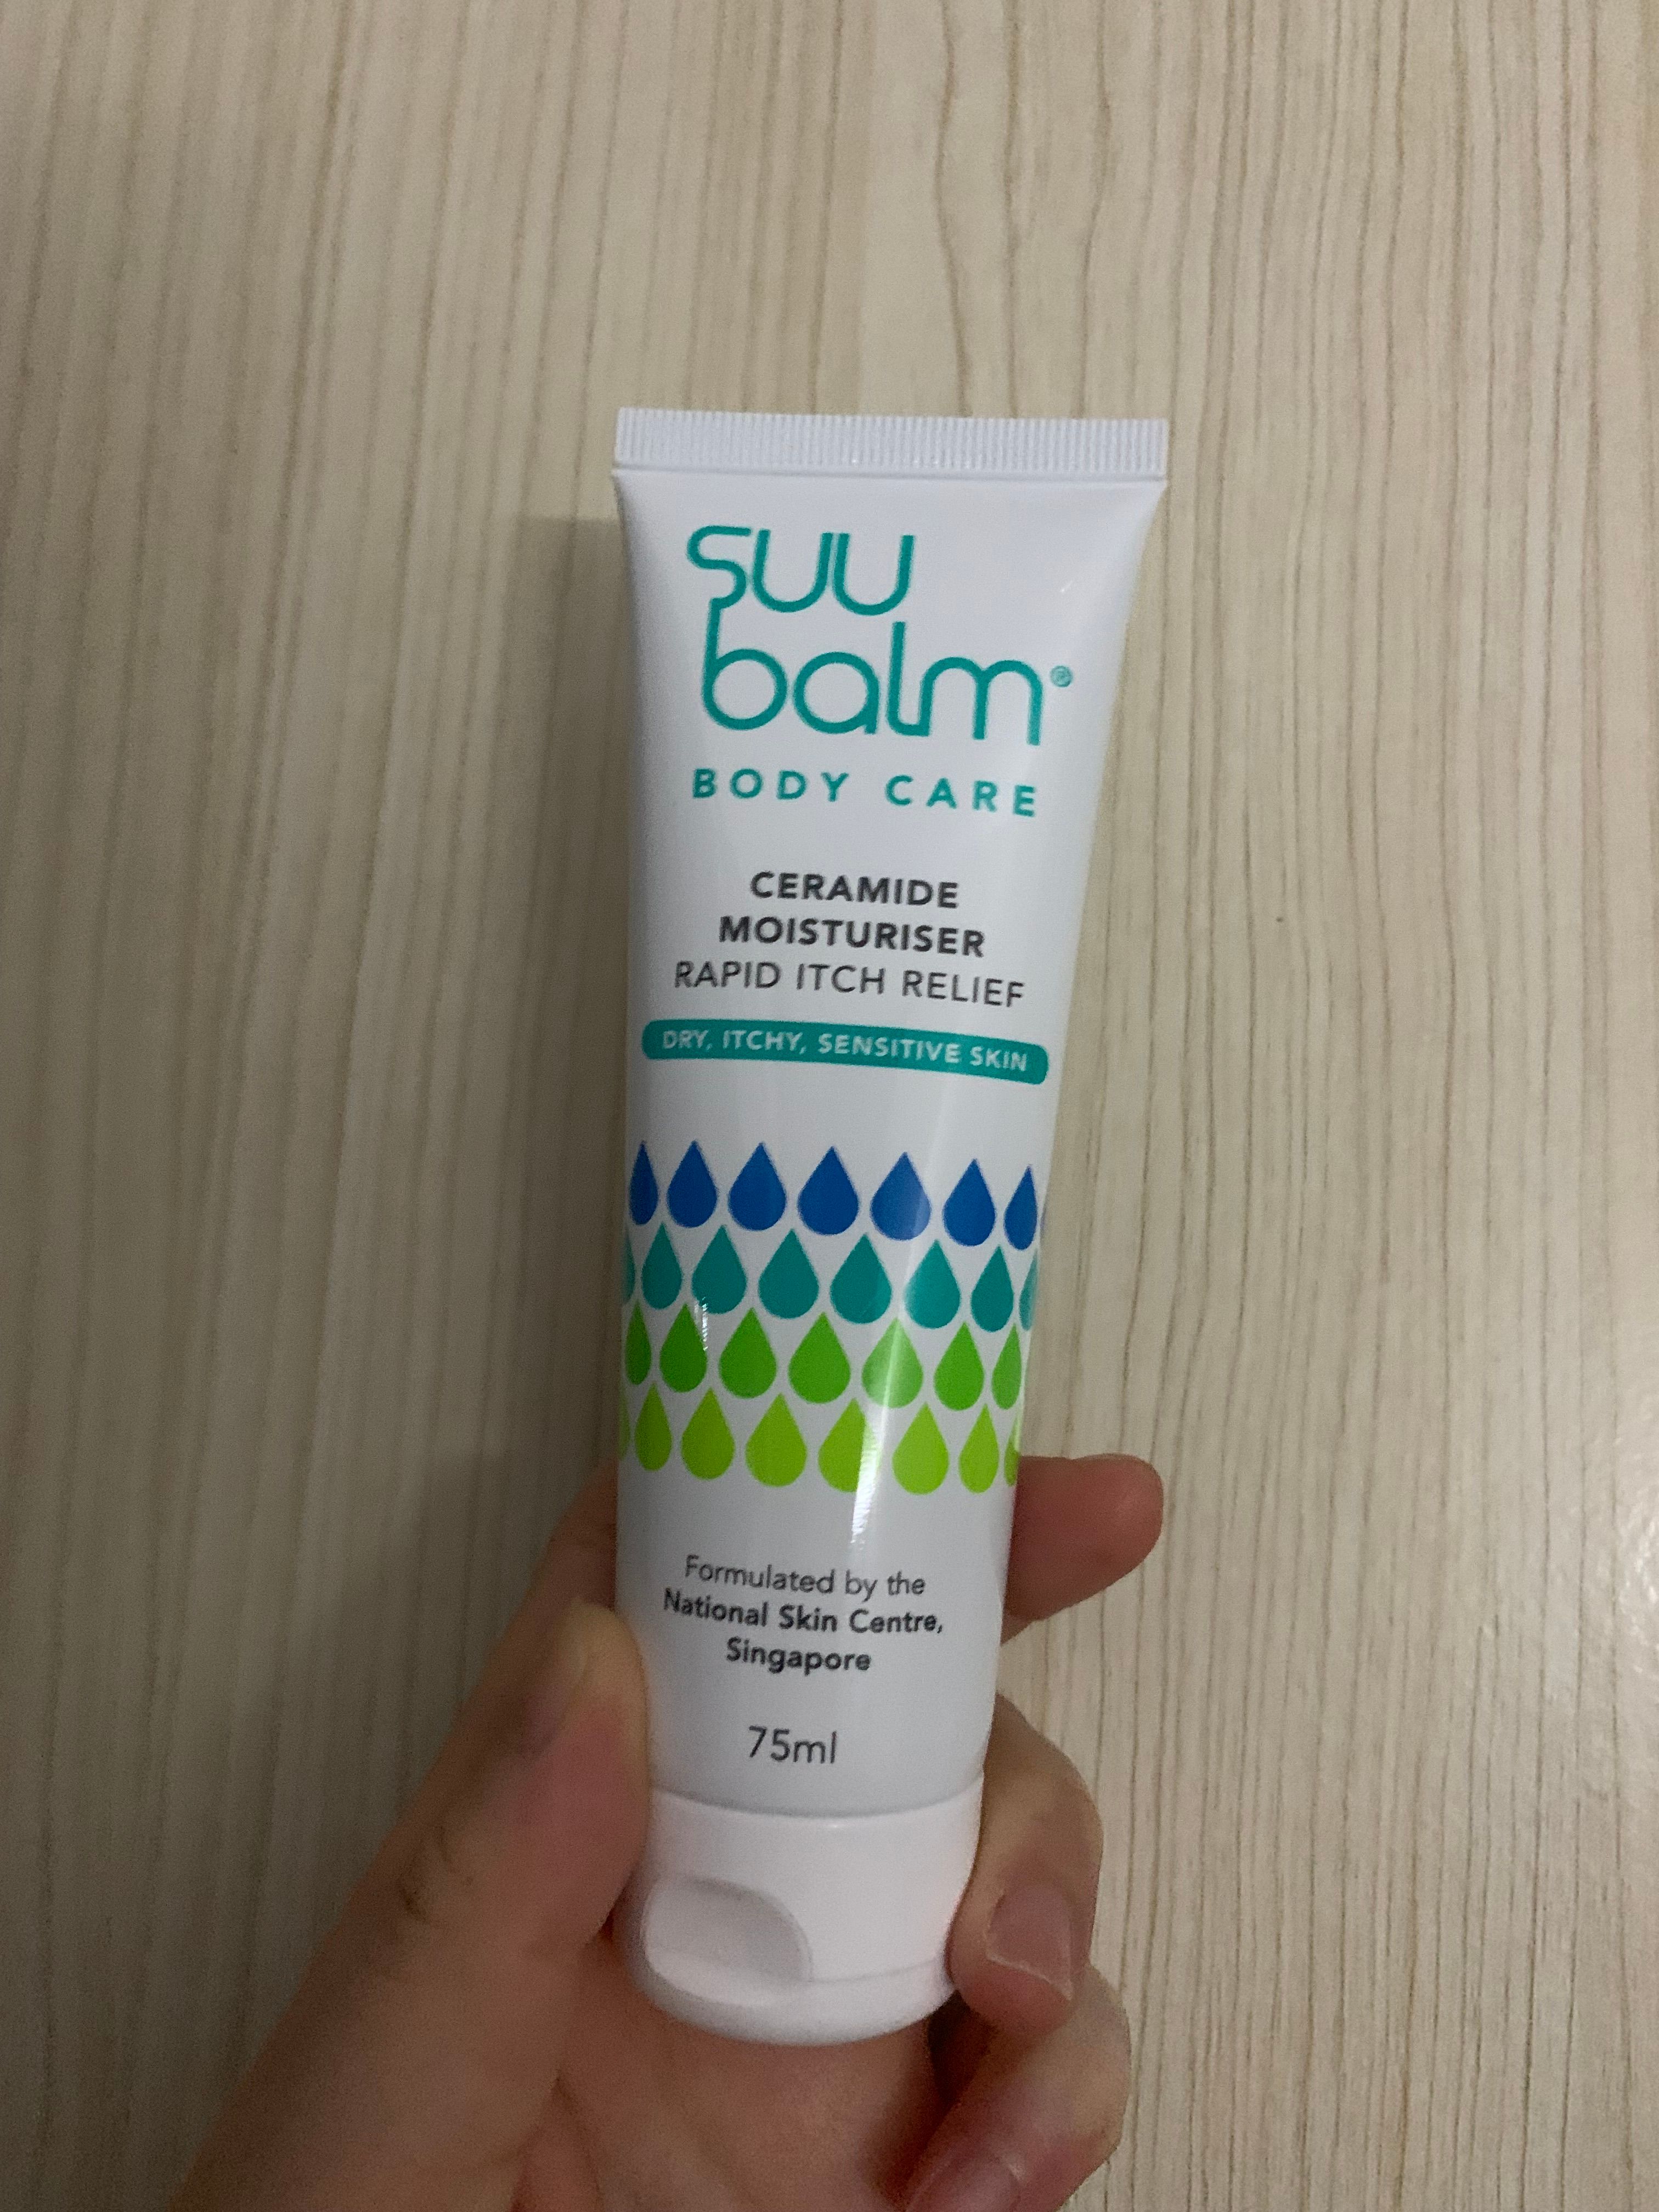 suu
balm®
BODY CARE
CERAMIDE
MOISTURISER
RAPID ITCH RELIEF
DRY, ITCHY, SENSITIVE SKIN
Formulated by the
National Skin Centre,
Singapore
75ml